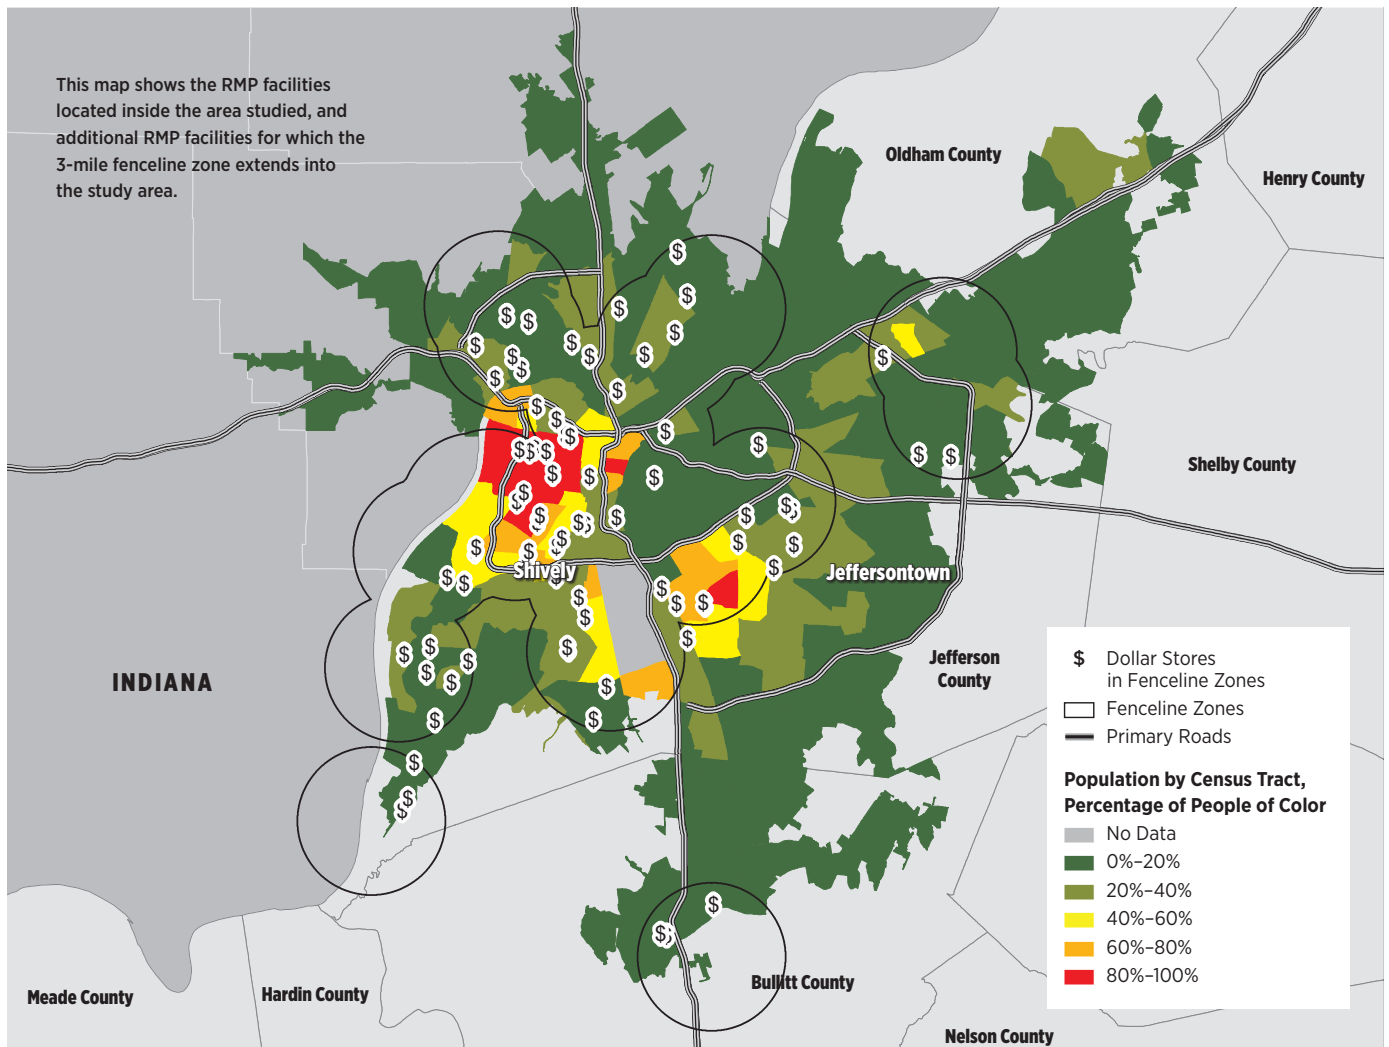 This map shows the RMP facilities
located inside the area studied, and
additional RMP facilities for which the
3-mile fenceline zone extends into
the study area.
Oldham County
Henry County
Shelby County
Shively
Jeffersontown
INDIANA
Jefferson
County
Bullitt County
Meade County
Hardin County
Nelson County
$ Dollar Stores
in Fenceline Zones
Fenceline Zones
Primary Roads
Population by Census Tract,
Percentage of People of Color
No Data
0%–20%
20%–40%
40%–60%
60%–80%
80%–100%